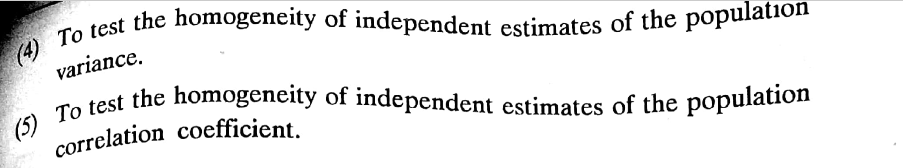 (4) To test the homogeneity of independent estimates of the population
variance.
(5) To test the homogeneity of independent estimates of the population
correlation coefficient.